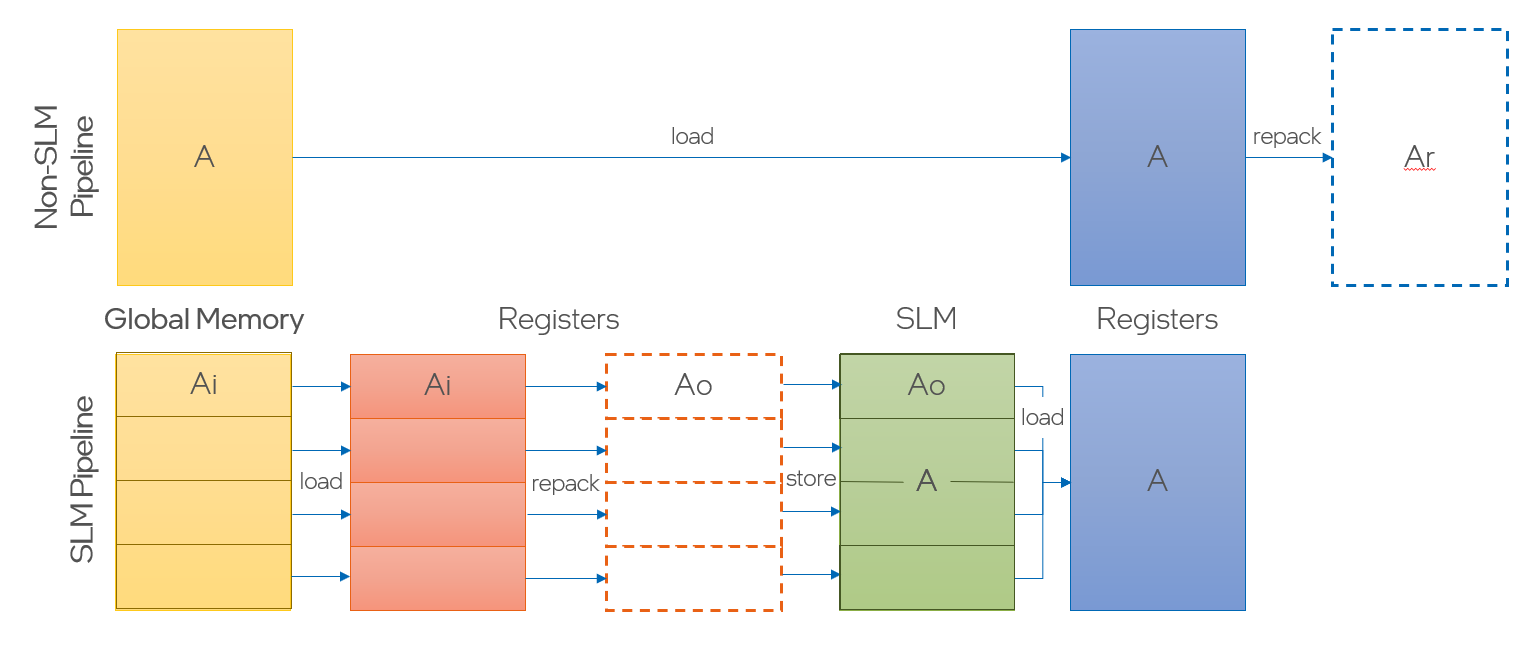 Non-SLM
Pipeline
A
load
A
repack
Ar
Global Memory
Registers
SLM
Registers
SLM Pipeline
Ai
load
Ai
repack
Ao
store
Ao
A
load
A